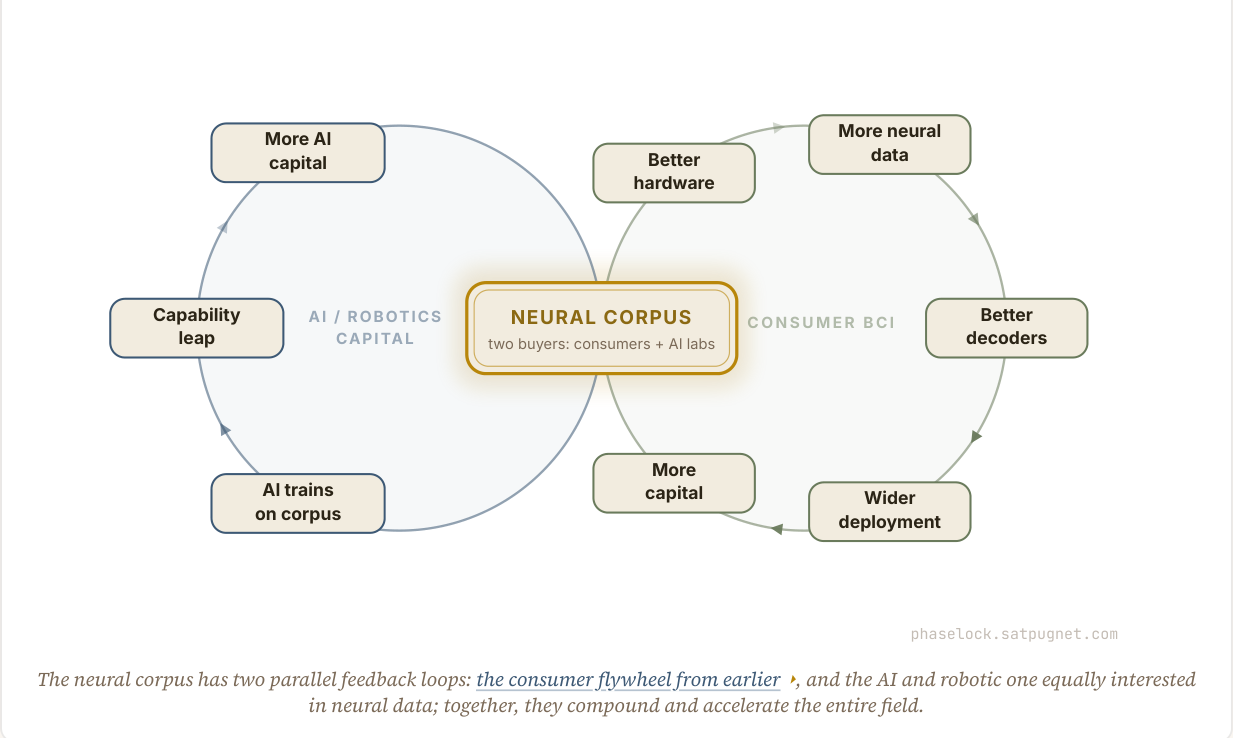 More AI
capital
Better
hardware
More neural
data
Capability
leap
AI / ROBOTICS
CAPITAL
NEURAL CORPUS
two buyers: consumers + AI labs
CONSUMER BCI
Better
decoders
AI trains
on corpus
More
capital
Wider
deployment
phaselock.satpugnet.com
The neural corpus has two parallel feedback loops: the consumer flywheel from earlier , and the AI and robotic one equally interested
in neural data; together, they compound and accelerate the entire field.